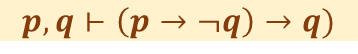 p, q ⊢ (p → ¬q) → q)